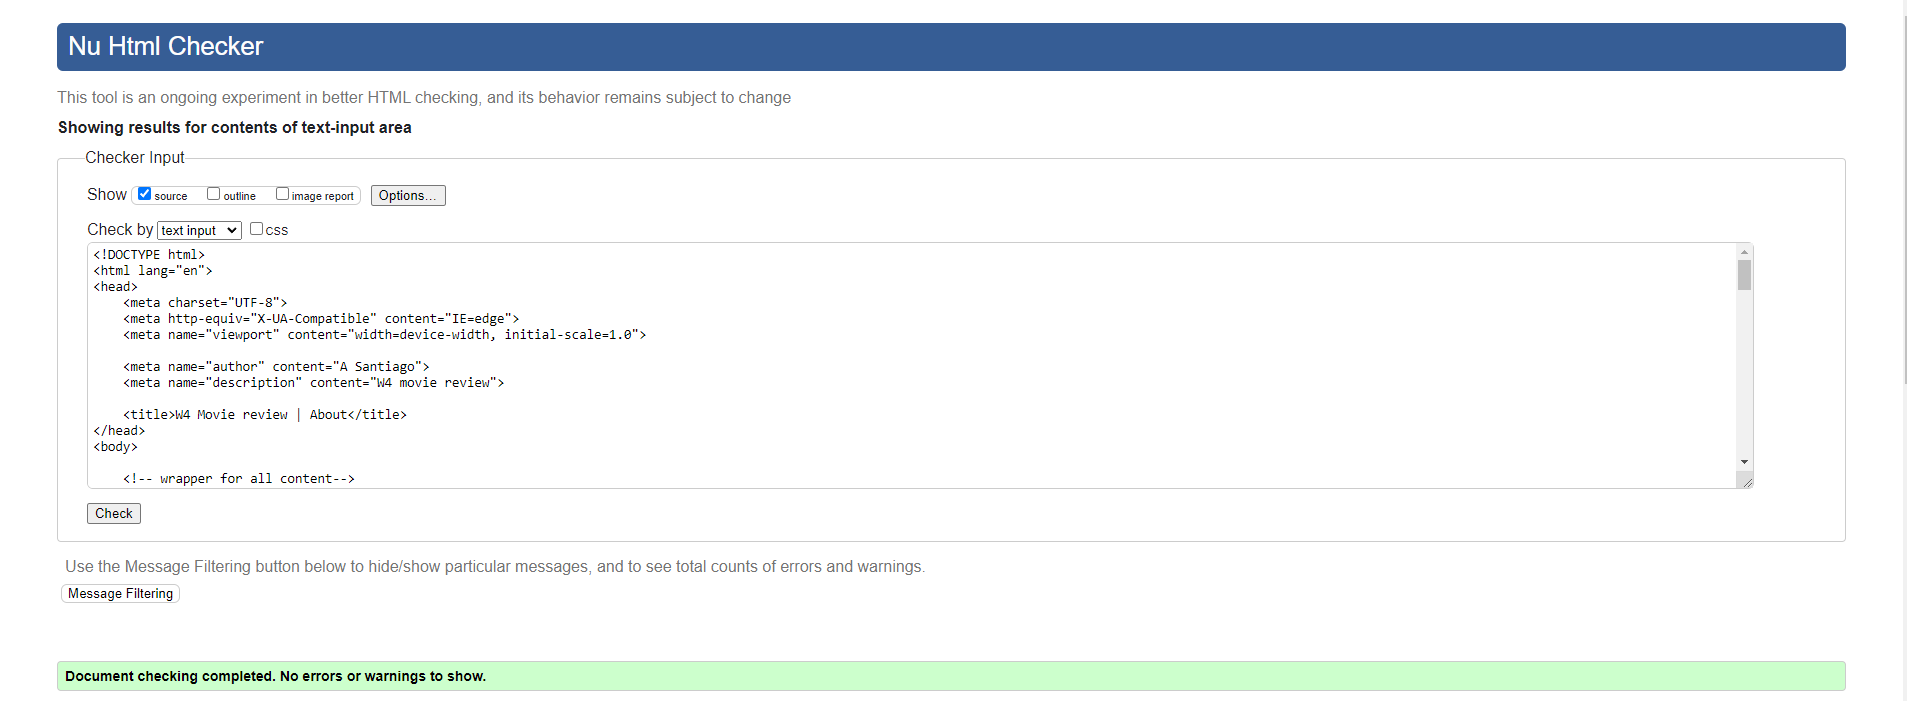 Nu Html Checker
This tool is an ongoing experiment in better HTML checking, and its behavior remains subject to change
Showing results for contents of text-input area
Checker Input
Show source outline image report Options...
Check by text input css
<!DOCTYPE html>
<html lang="en">
<head>
    <meta charset="UTF-8">
    <meta http-equiv="X-UA-Compatible" content="IE=edge">
    <meta name="viewport" content="width=device-width, initial-scale=1.0">
    <meta name="author" content="A Santiago">
    <meta name="description" content="W4 movie review">
    <title>W4 Movie review | About</title>
</head>
<body>
    <!-- wrapper for all content-->
Check
Use the Message Filtering button below to hide/show particular messages, and to see total counts of errors and warnings.
Message Filtering
Document checking completed. No errors or warnings to show.